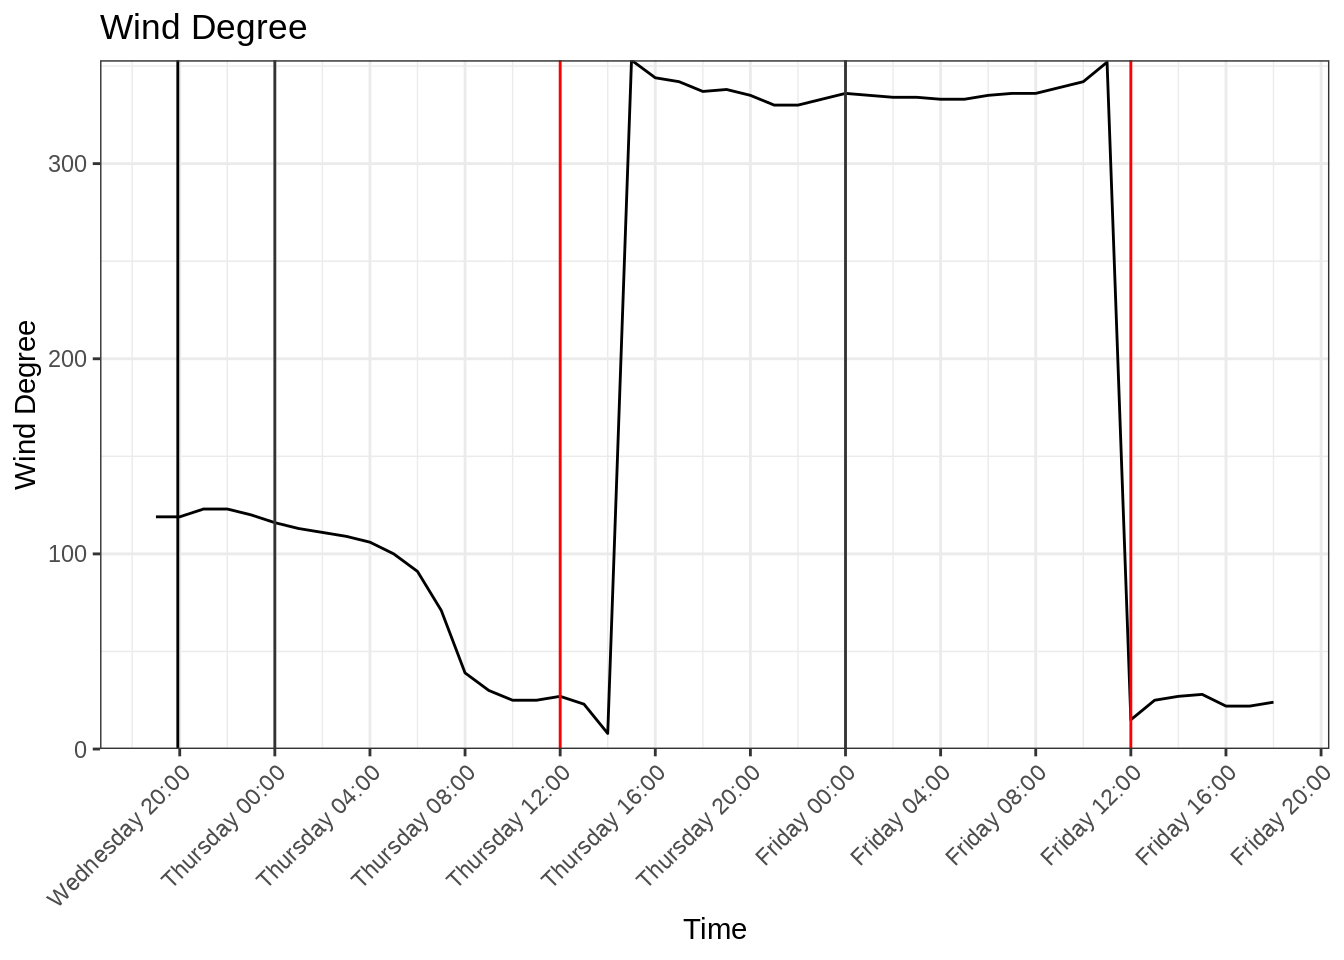 Wind Degree
Wind Degree
300
200
100
0
Wednesday 20:00
Thursday 00:00
Thursday 04:00
Thursday 08:00
Thursday 12:00
Thursday 16:00
Thursday 20:00
Friday 00:00
Friday 04:00
Friday 08:00
Friday 12:00
Friday 16:00
Friday 20:00
Time